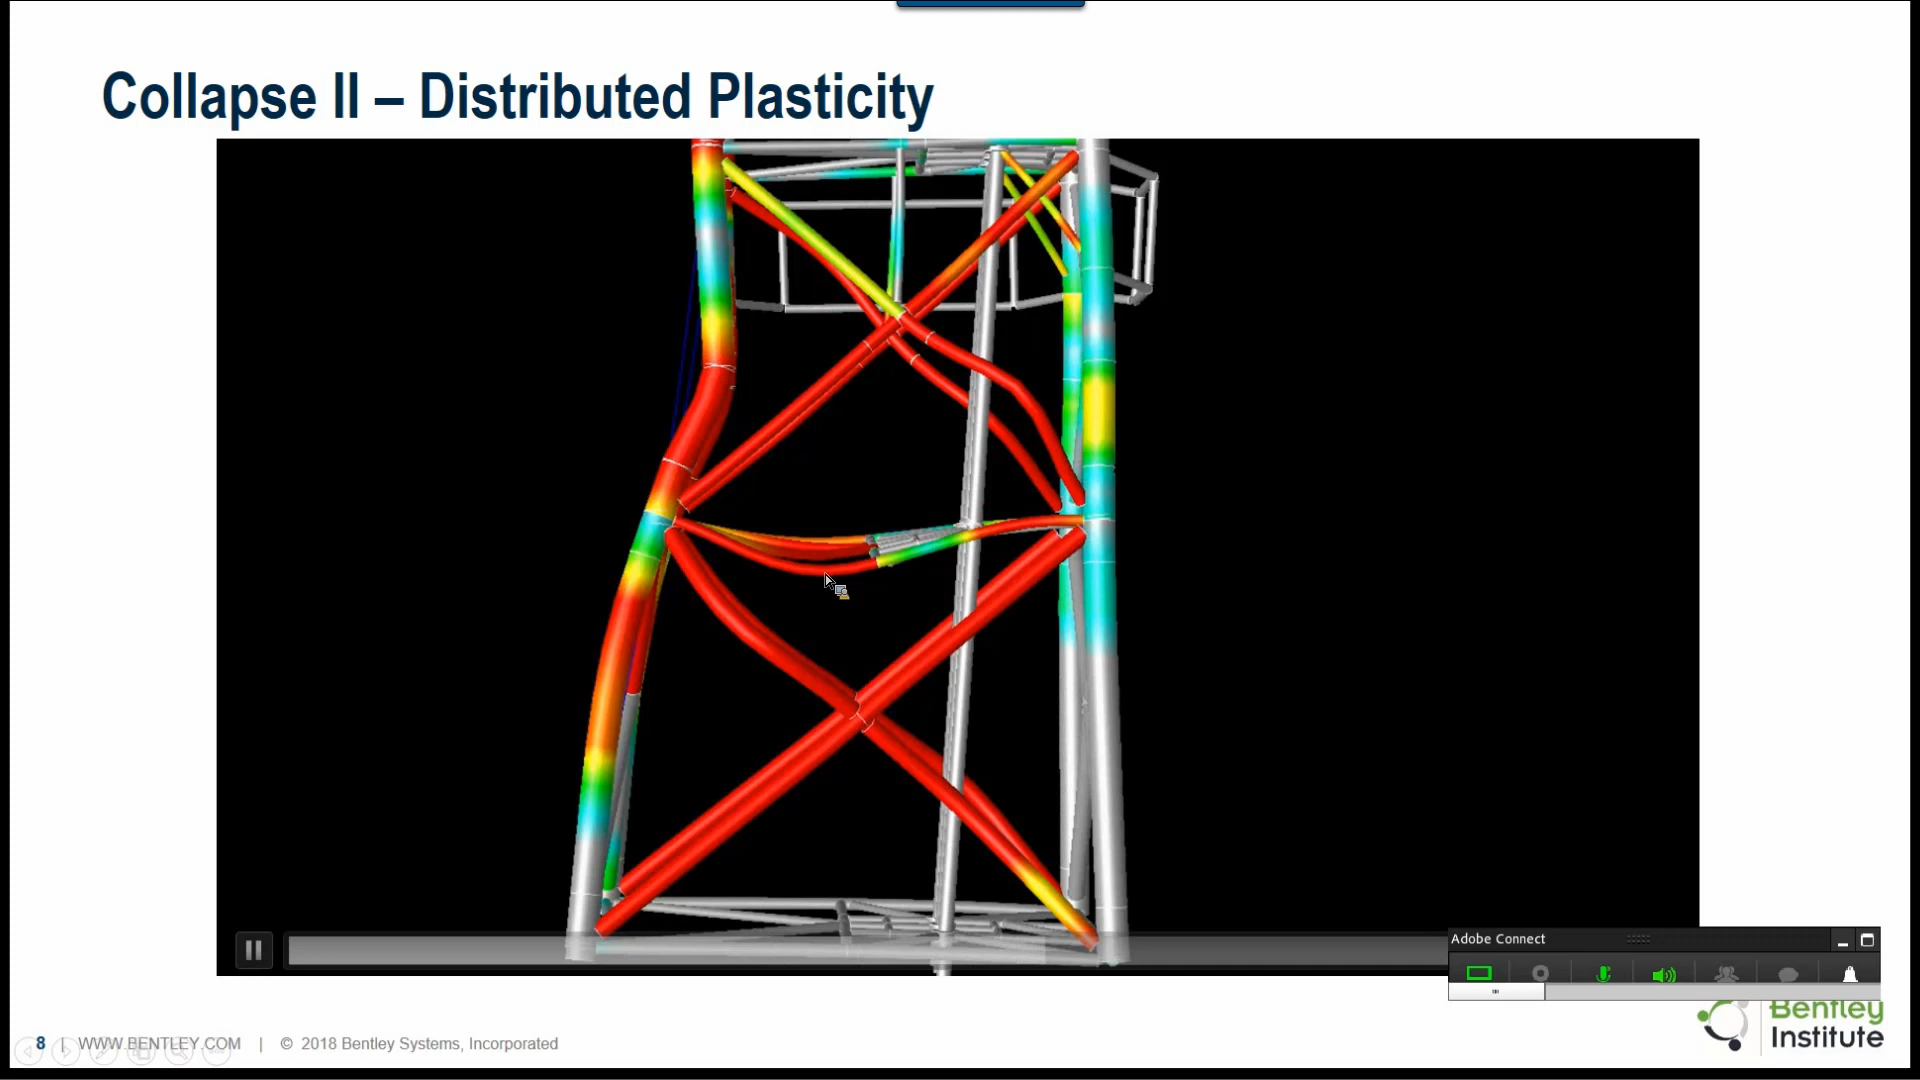 Collapse II – Distributed Plasticity
Adobe Connect
Bentley
Institute
8 | WWW.BENTLEY.COM | © 2018 Bentley Systems, Incorporated